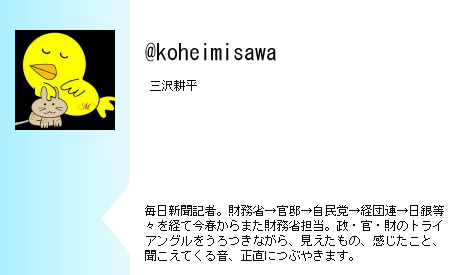 @koheimisawa
三沢耕平
毎日新聞記者。財務省→官邸→自民党→経団連→日銀等
々を経て今春からまた財務省担当。政・官・財のトライ
アングルをうろつきながら、見えたもの、感じたこと、
聞こえてくる音、正直につぶやきます。